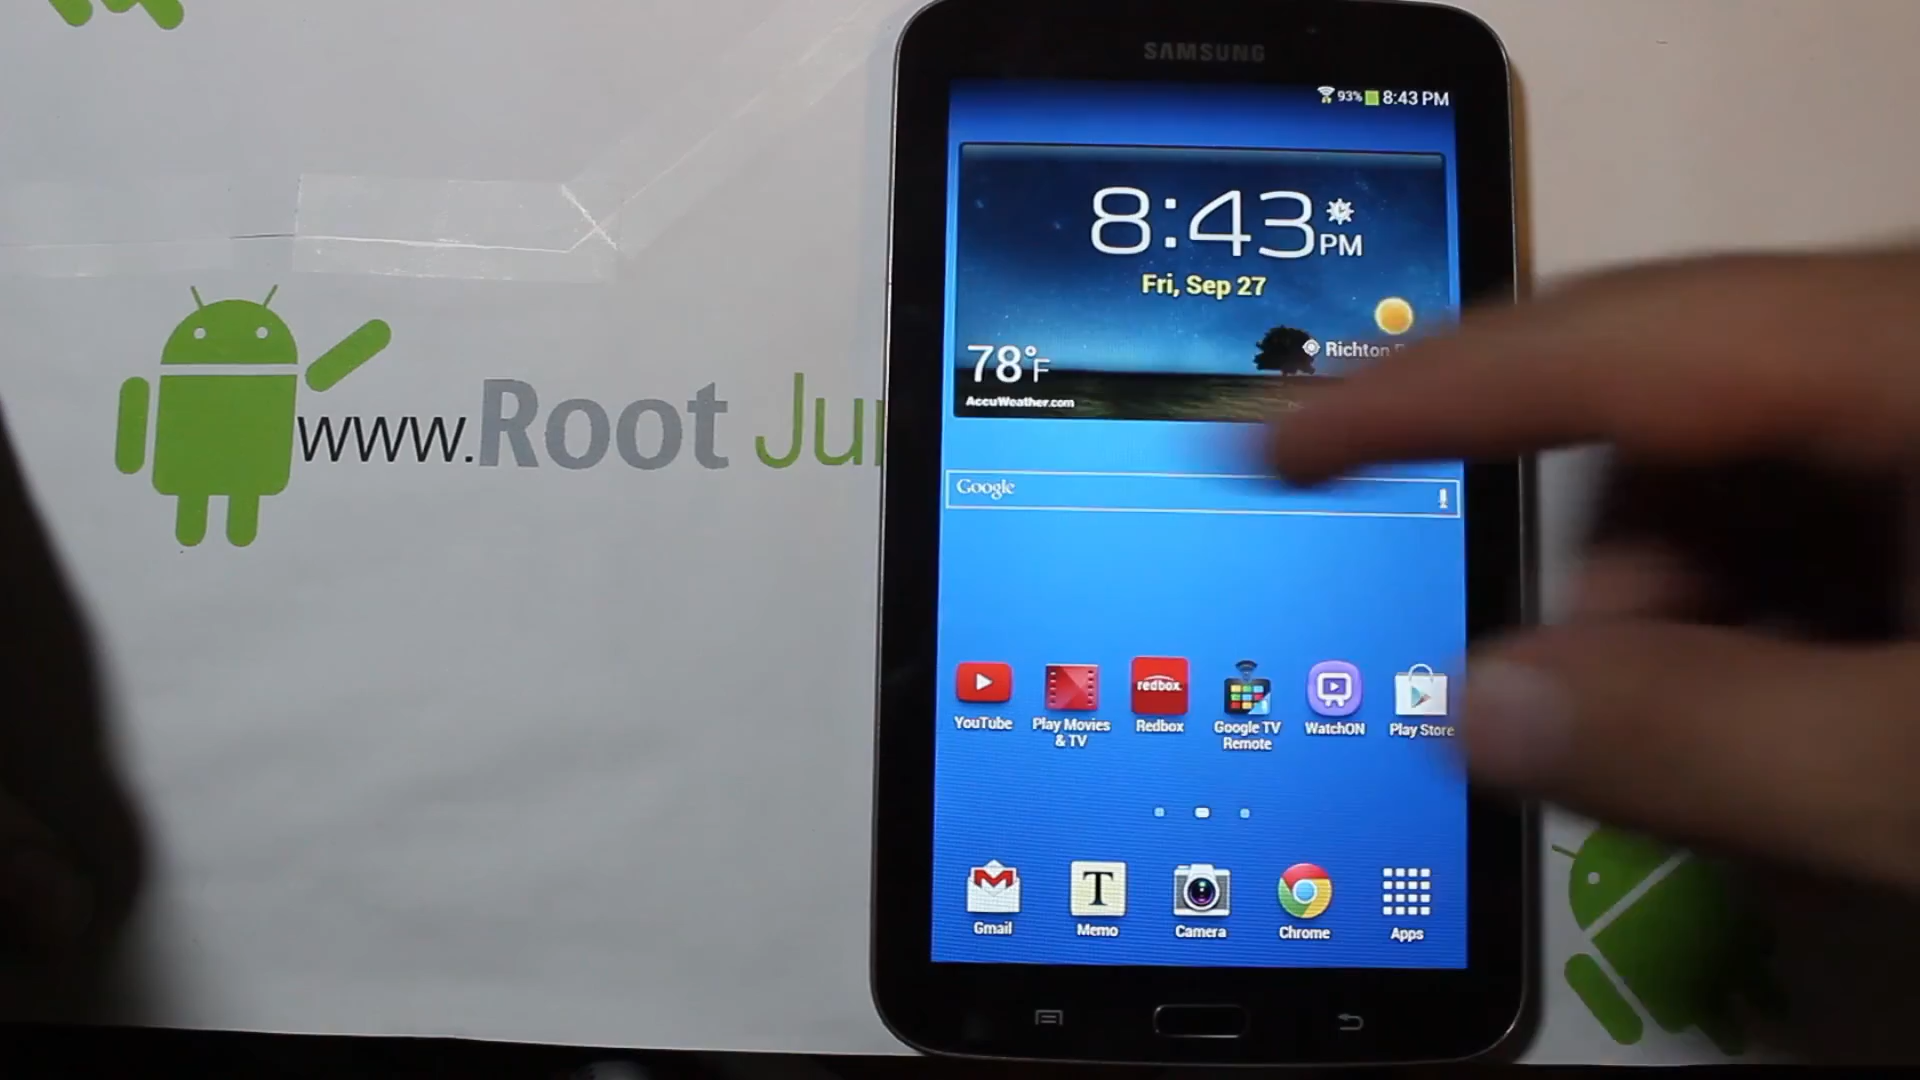 www.Root Jun
SAMSUNG
93% 8:43 PM
8:43 PM
Fri, Sep 27
78°F
Richton
AccuWeather.com
Google
YouTube
Play Movies & TV
Redbox
redbox
Google TV Remote
WatchON
Play Store
Gmail
T
Memo
Camera
Chrome
Apps